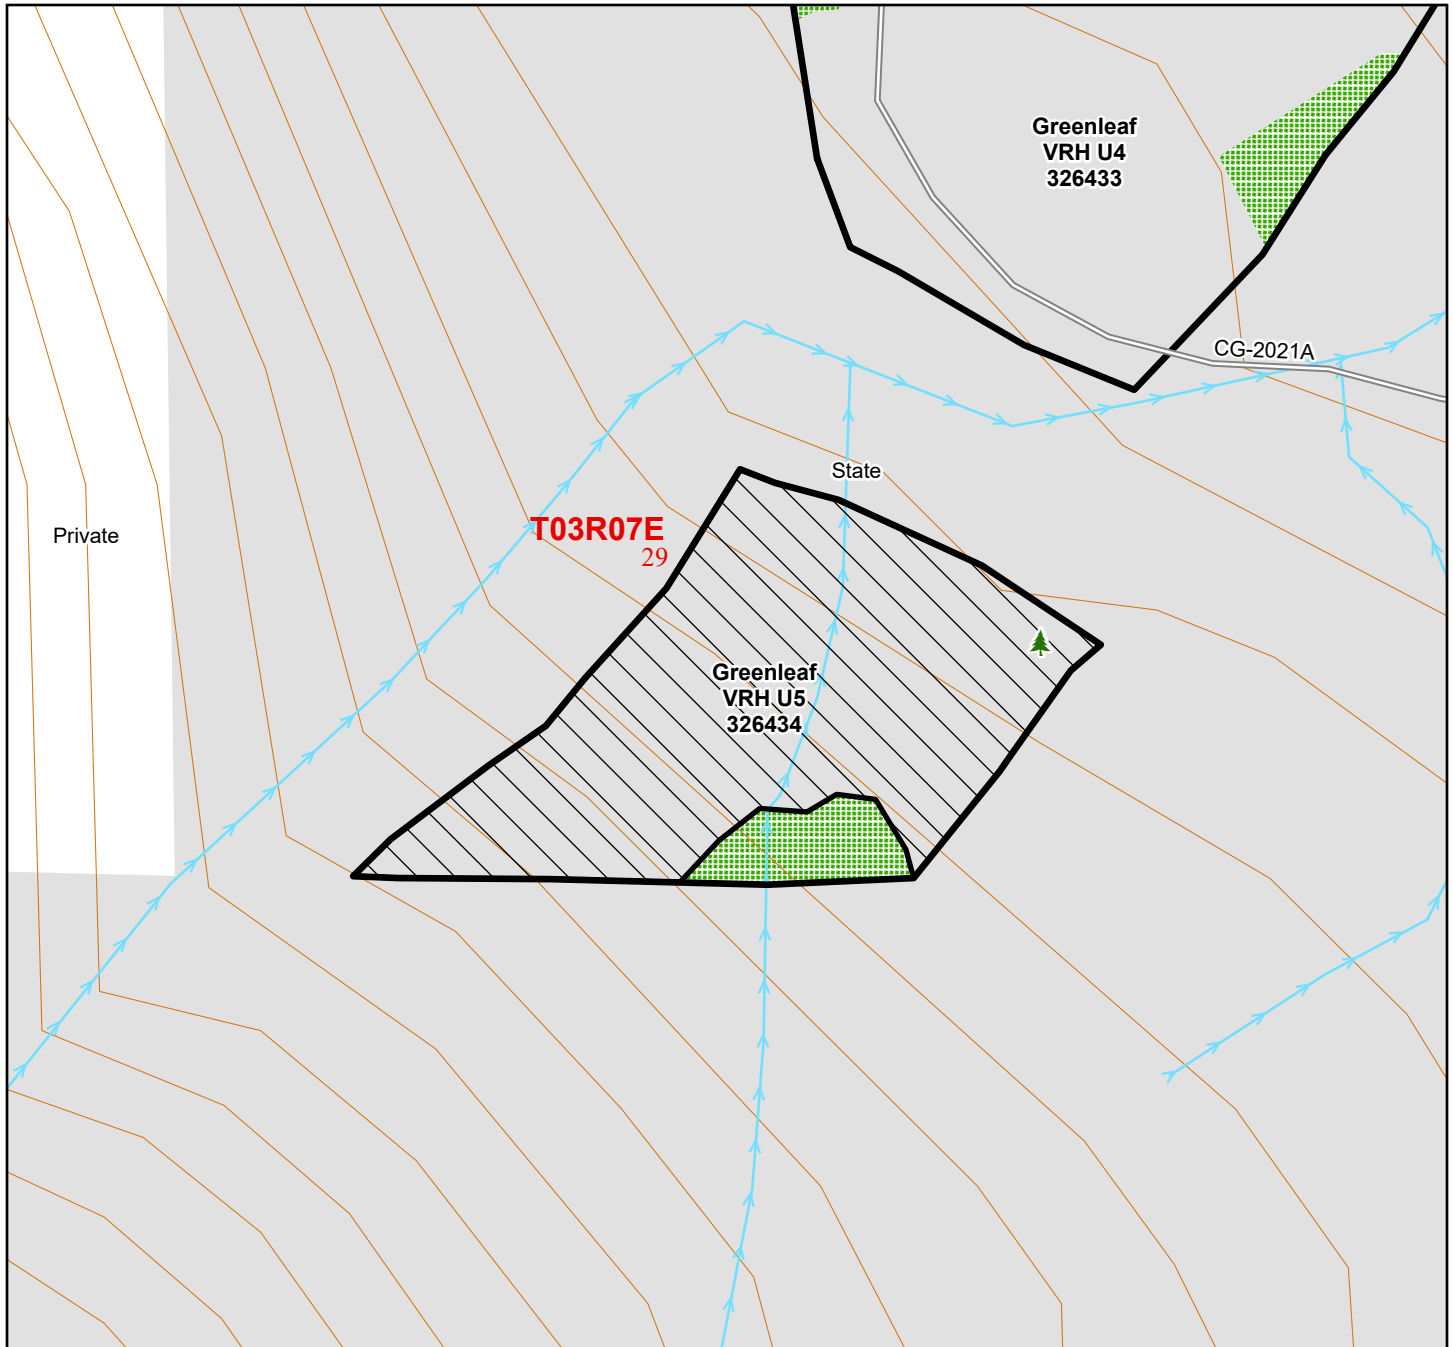 Greenleaf
VRH U4
326433
CG-2021A
State
T03R07E
29
Private
Greenleaf
VRH U5
326434